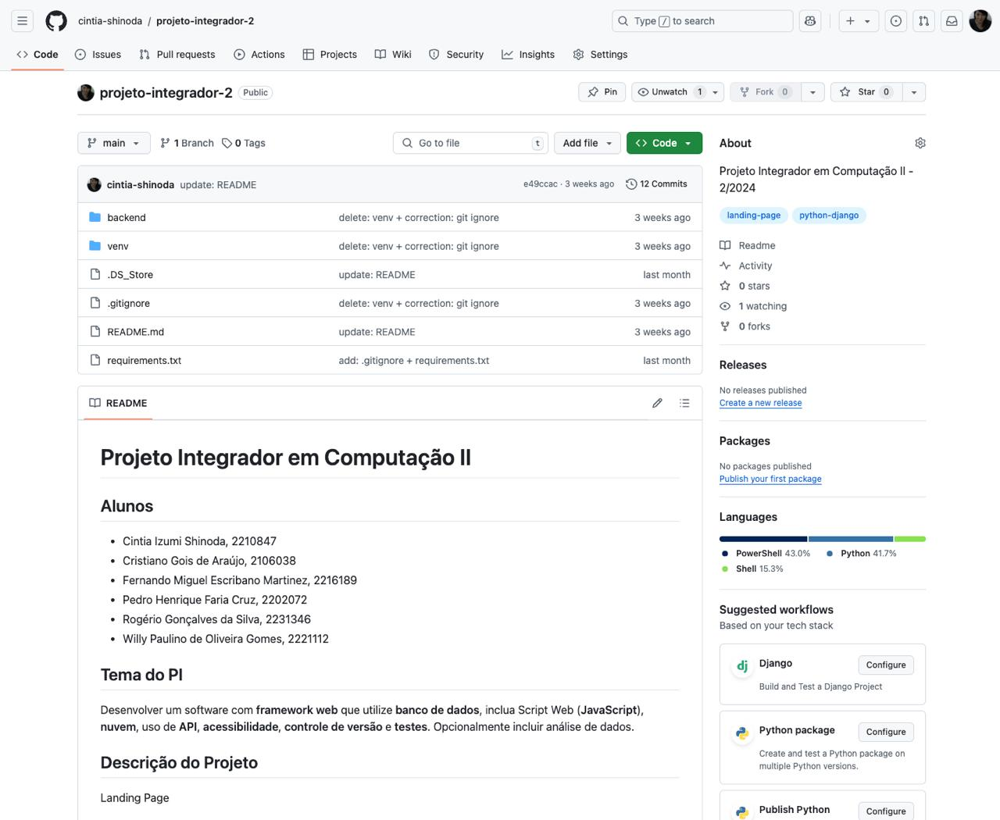 cintia-shinoda / projeto-integrador-2
Type / to search
Code
Issues
Pull requests
Actions
Projects
Wiki
Security
Insights
Settings
projeto-integrador-2 Public
Pin
Unwatch 1
Fork 0
Star 0
main
1 Branch
0 Tags
Go to file t
Add file
Code
cintia-shinoda update: README e49ccac · 3 weeks ago 12 Commits
backend delete: venv + correction: git ignore 3 weeks ago
venv delete: venv + correction: git ignore 3 weeks ago
.DS_Store update: README last month
.gitignore delete: venv + correction: git ignore 3 weeks ago
README.md update: README 3 weeks ago
requirements.txt add: .gitignore + requirements.txt last month
README
Projeto Integrador em Computação II
Alunos
• Cintia Izumi Shinoda, 2210847
• Cristiano Gois de Araújo, 2106038
• Fernando Miguel Escribano Martinez, 2216189
• Pedro Henrique Faria Cruz, 2202072
• Rogério Gonçalves da Silva, 2231346
• Willy Paulino de Oliveira Gomes, 2221112
Tema do PI
Desenvolver um software com framework web que utilize banco de dados, inclua Script Web (JavaScript),
nuvem, uso de API, acessibilidade, controle de versão e testes. Opcionalmente incluir análise de dados.
Descrição do Projeto
Landing Page
About
Projeto Integrador em Computação II -
2/2024
landing-page python-django
Readme
Activity
0 stars
1 watching
0 forks
Releases
No releases published
Create a new release
Packages
No packages published
Publish your first package
Languages
PowerShell 43.0% Python 41.7%
Shell 15.3%
Suggested workflows
Based on your tech stack
dj Django Configure
Build and Test a Django Project
Python package Configure
Create and test a Python package on
multiple Python versions.
Publish Python Configure